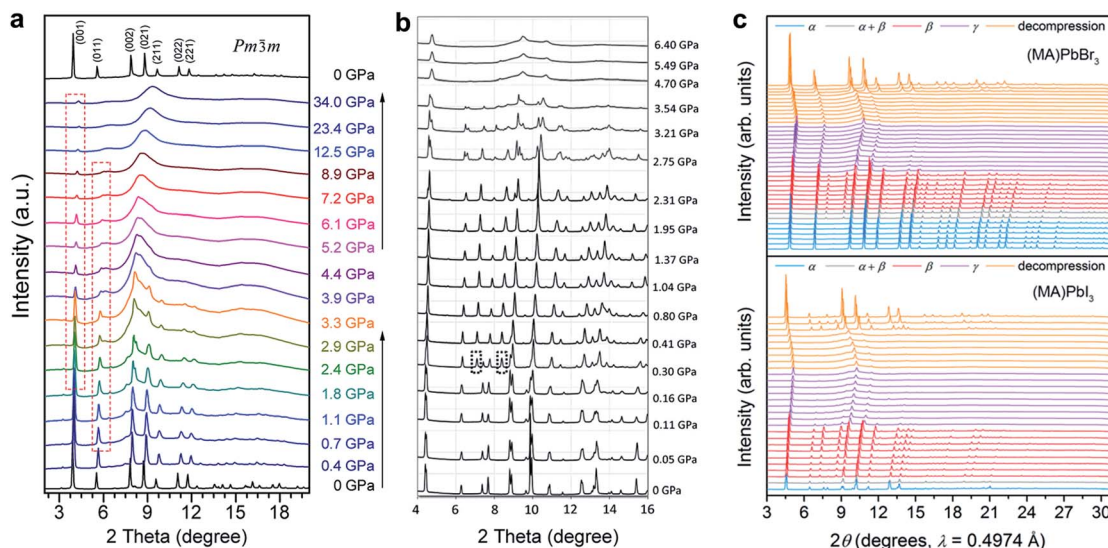 a
(001)
(011)
(002)
(021)
(211)
(022)
(221)
Pm3̄m
0 GPa
34.0 GPa
23.4 GPa
12.5 GPa
8.9 GPa
7.2 GPa
6.1 GPa
5.2 GPa
4.4 GPa
3.9 GPa
3.3 GPa
2.9 GPa
2.4 GPa
1.8 GPa
1.1 GPa
0.7 GPa
0.4 GPa
0 GPa
Intensity (a.u.)
3 6 9 12 15 18
2 Theta (degree)
b
6.40 GPa
5.49 GPa
4.70 GPa
3.54 GPa
3.21 GPa
2.75 GPa
2.31 GPa
1.95 GPa
1.37 GPa
1.04 GPa
0.80 GPa
0.41 GPa
0.30 GPa
0.16 GPa
0.11 GPa
0.05 GPa
0 GPa
4 6 8 10 12 14 16
2 Theta (degree)
c
α α+β β γ decompression
(MA)PbBr₃
Intensity (arb. units)
α α+β β γ decompression
(MA)PbI₃
Intensity (arb. units)
3 6 9 12 15 18 21 24 27 30
2θ (degrees, λ = 0.4974 Å)